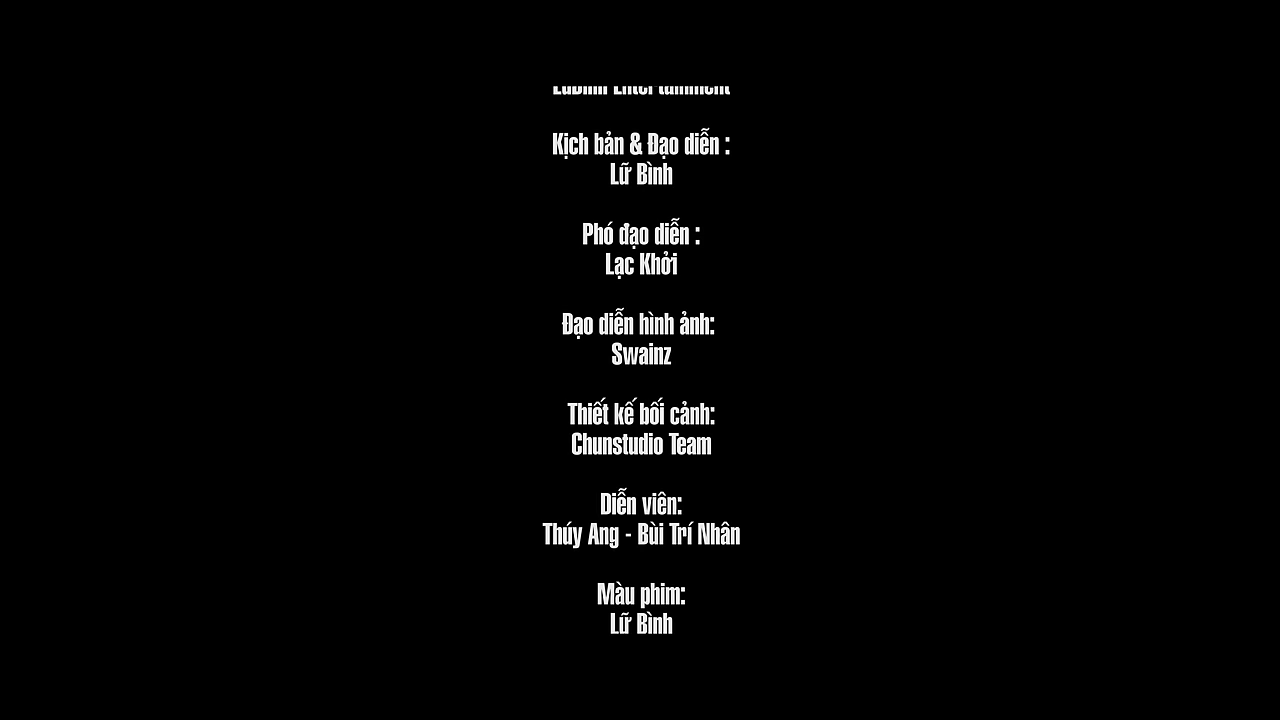 Kịch bản & Đạo diễn :
Lữ Bình
Phó đạo diễn :
Lạc Khởi
Đạo diễn hình ảnh:
Swainz
Thiết kế bối cảnh:
Chunstudio Team
Diễn viên:
Thúy Ang - Bùi Trí Nhân
Màu phim:
Lữ Bình